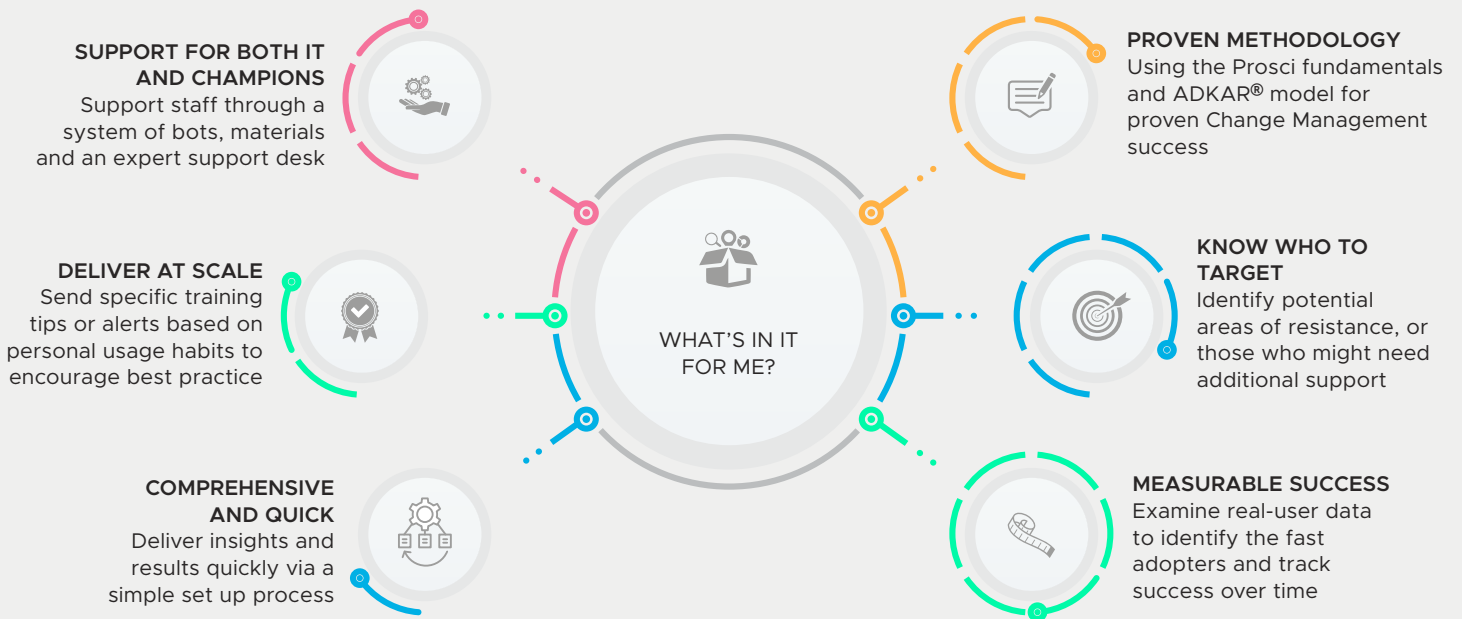 SUPPORT FOR BOTH IT
AND CHAMPIONS
Support staff through a
system of bots, materials
and an expert support desk
DELIVER AT SCALE
Send specific training
tips or alerts based on
personal usage habits to
encourage best practice
COMPREHENSIVE
AND QUICK
Deliver insights and
results quickly via a
simple set up process
WHAT’S IN IT
FOR ME?
PROVEN METHODOLOGY
Using the Prosci fundamentals
and ADKAR® model for
proven Change Management
success
KNOW WHO TO
TARGET
Identify potential
areas of resistance, or
those who might need
additional support
MEASURABLE SUCCESS
Examine real-user data
to identify the fast
adopters and track
success over time